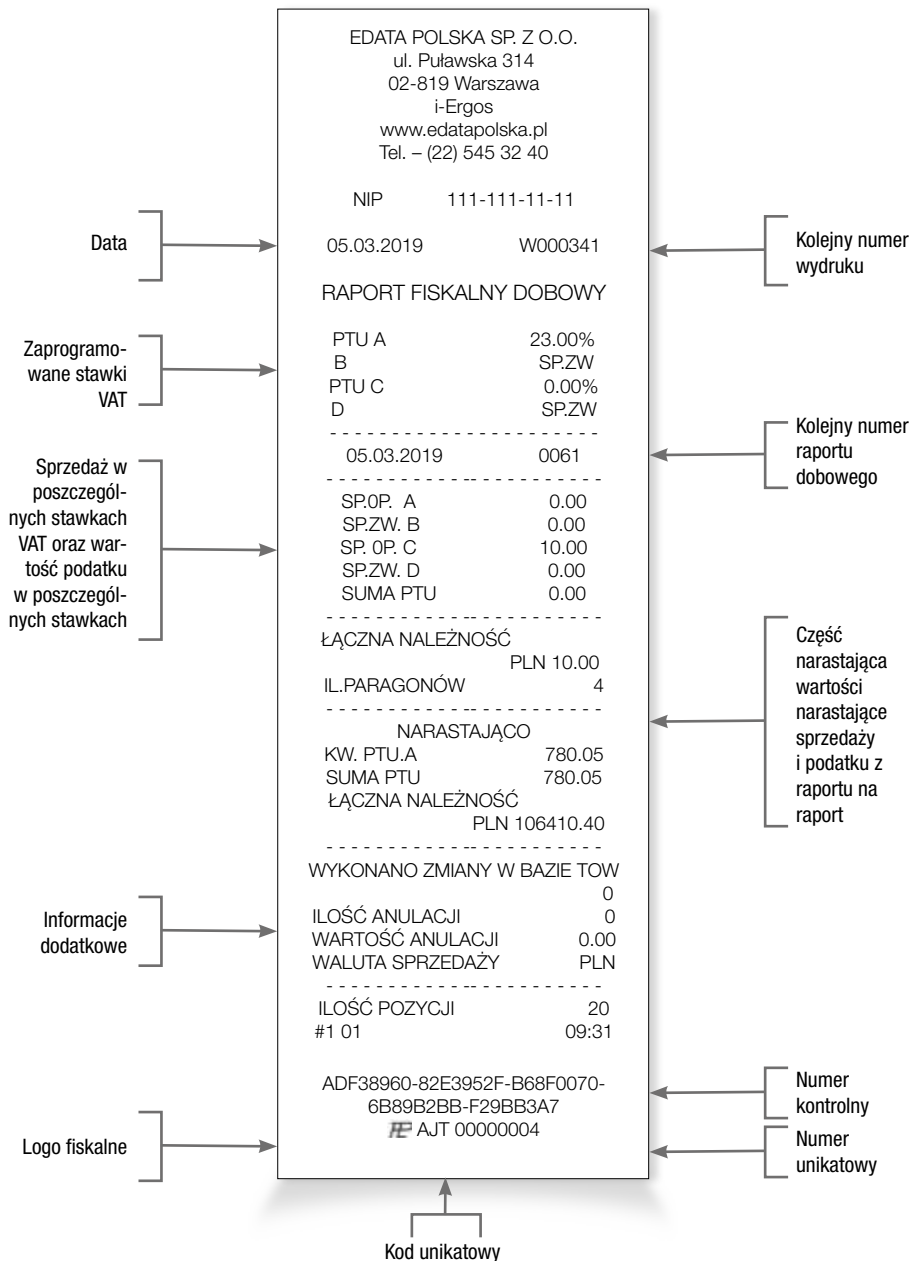 EDATA POLSKA SP. Z O.O.
ul. Puławska 314
02-819 Warszawa
i-Ergos
www.edatapolska.pl
Tel. – (22) 545 32 40
NIP 111-111-11-11
Data
05.03.2019 W000341
Kolejny numer
wydruku
RAPORT FISKALNY DOBOWY
Zaprogramo-
wane stawki
VAT
PTU A 23.00%
B SP.ZW
PTU C 0.00%
D SP.ZW
- - - - - - - - - - - - - - - - - - - - - - -
05.03.2019 0061
Kolejny numer
raportu
dobowego
- - - - - - - - - - - -- - - - - - - - - - - -
Sprzedaż w
poszczegól-
nych stawkach
VAT oraz war-
tość podatku
w poszczegól-
nych stawkach
SP.0P. A 0.00
SP.ZW. B 0.00
SP. 0P. C 10.00
SP.ZW. D 0.00
SUMA PTU 0.00
- - - - - - - - - - - -- - - - - - - - - - - -
ŁĄCZNA NALEŻNOŚĆ
PLN 10.00
IL.PARAGONÓW 4
- - - - - - - - - - - -- - - - - - - - - - - -
Część
narastająca
wartości
narastające
sprzedaży
i podatku z
raportu na
raport
NARASTAJĄCO
KW. PTU.A 780.05
SUMA PTU 780.05
ŁĄCZNA NALEŻNOŚĆ
PLN 106410.40
- - - - - - - - - - - -- - - - - - - - - - - -
WYKONANO ZMIANY W BAZIE TOW
0
Informacje
dodatkowe
ILOŚĆ ANULACJI 0
WARTOŚĆ ANULACJI 0.00
WALUTA SPRZEDAŻY PLN
- - - - - - - - - - - -- - - - - - - - - - - -
ILOŚĆ POZYCJI 20
#1 01 09:31
ADF38960-82E3952F-B68F0070-
6B89B2BB-F29BB3A7
Numer
kontrolny
Logo fiskalne
AJT 00000004
Numer
unikatowy
Kod unikatowy